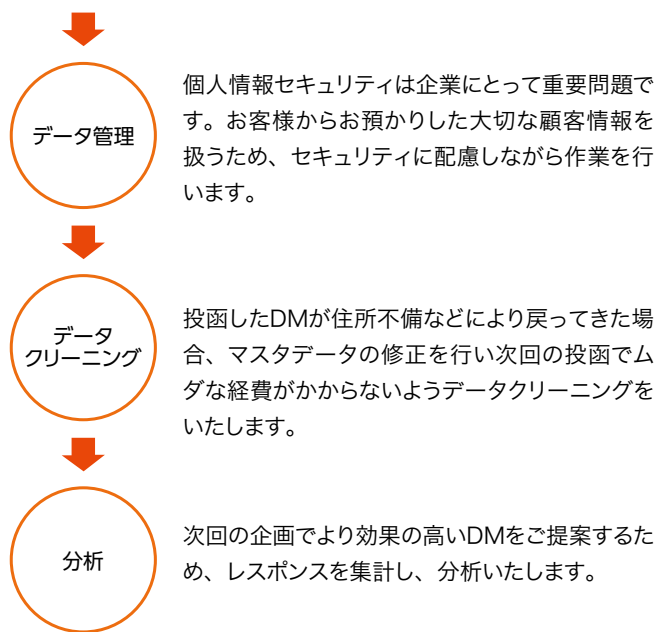 データ管理
個人情報セキュリティは企業にとって重要問題で
す。お客様からお預かりした大切な顧客情報を
扱うため、セキュリティに配慮しながら作業を行
います。
データ
クリーニング
投函したDMが住所不備などにより戻ってきた場
合、マスタデータの修正を行い次回の投函でム
ダな経費がかからないようデータクリーニングを
いたします。
分析
次回の企画でより効果の高いDMをご提案するた
め、レスポンスを集計し、分析いたします。